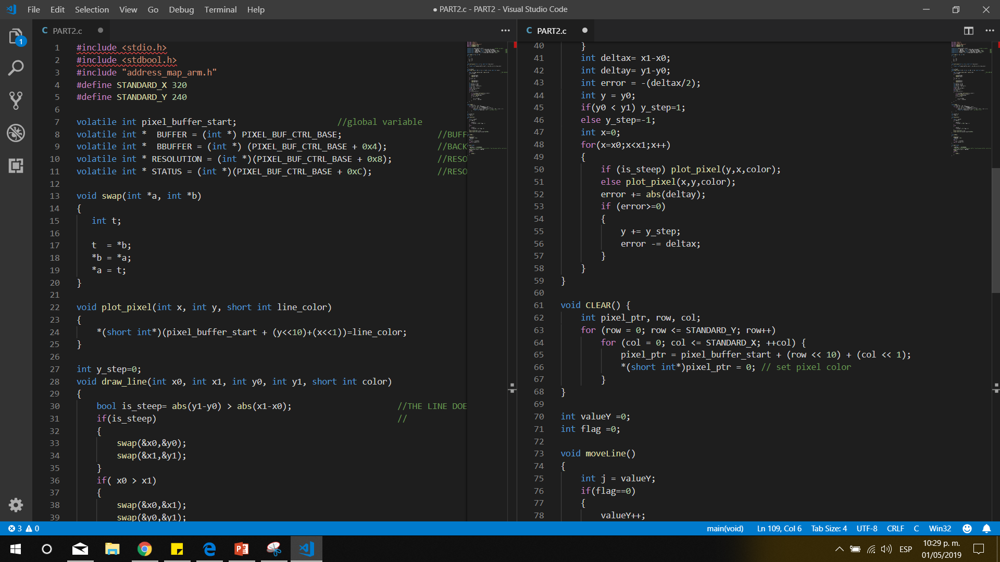 File Edit Selection View Go Debug Terminal Help
● PART2.c - PART2 - Visual Studio Code
C PART2.c ●
1 #include <stdio.h>
2 #include <stdbool.h>
3 #include "address_map_arm.h"
4 #define STANDARD_X 320
5 #define STANDARD_Y 240
6
7 volatile int pixel_buffer_start; //global variable
8 volatile int *  BUFFER = (int *) PIXEL_BUF_CTRL_BASE; //BUFF
9 volatile int *  BBUFFER = (int *) (PIXEL_BUF_CTRL_BASE + 0x4); //BACK
10 volatile int * RESOLUTION = (int *)(PIXEL_BUF_CTRL_BASE + 0x8); //RESO
11 volatile int * STATUS = (int *)(PIXEL_BUF_CTRL_BASE + 0xC); //RESO
12
13 void swap(int *a, int *b)
14 {
15 int t;
16
17 t  = *b;
18 *b = *a;
19 *a = t;
20 }
21
22 void plot_pixel(int x, int y, short int line_color)
23 {
24 *(short int*)(pixel_buffer_start + (y<<10)+(x<<1))=line_color;
25 }
26
27 int y_step=0;
28 void draw_line(int x0, int x1, int y0, int y1, short int color)
29 {
30 bool is_steep= abs(y1-y0) > abs(x1-x0); //THE LINE DOE
31 if(is_steep) //
32 {
33 swap(&x0,&y0);
34 swap(&x1,&y1);
35 }
36 if( x0 > x1)
37 {
38 swap(&x0,&x1);
39 swap(&y0,&y1);
C PART2.c ●
40 }
41 int deltax= x1-x0;
42 int deltay= y1-y0;
43 int error = -(deltax/2);
44 int y = y0;
45 if(y0 < y1) y_step=1;
46 else y_step=-1;
47 int x=0;
48 for(x=x0;x<x1;x++)
49 {
50 if (is_steep) plot_pixel(y,x,color);
51 else plot_pixel(x,y,color);
52 error += abs(deltay);
53 if (error>=0)
54 {
55 y += y_step;
56 error -= deltax;
57 }
58 }
59 }
60
61 void CLEAR() {
62 int pixel_ptr, row, col;
63 for (row = 0; row <= STANDARD_Y; row++)
64 for (col = 0; col <= STANDARD_X; ++col) {
65 pixel_ptr = pixel_buffer_start + (row << 10) + (col << 1);
66 *(short int*)pixel_ptr = 0; // set pixel color
67 }
68 }
69
70 int valueY =0;
71 int flag =0;
72
73 void moveLine()
74 {
75 int j = valueY;
76 if(flag==0)
77 {
78 valueY++;
1
3 0
main(void) Ln 109, Col 6 Tab Size: 4 UTF-8 CRLF C Win32
ESP
10:29 p. m.
01/05/2019